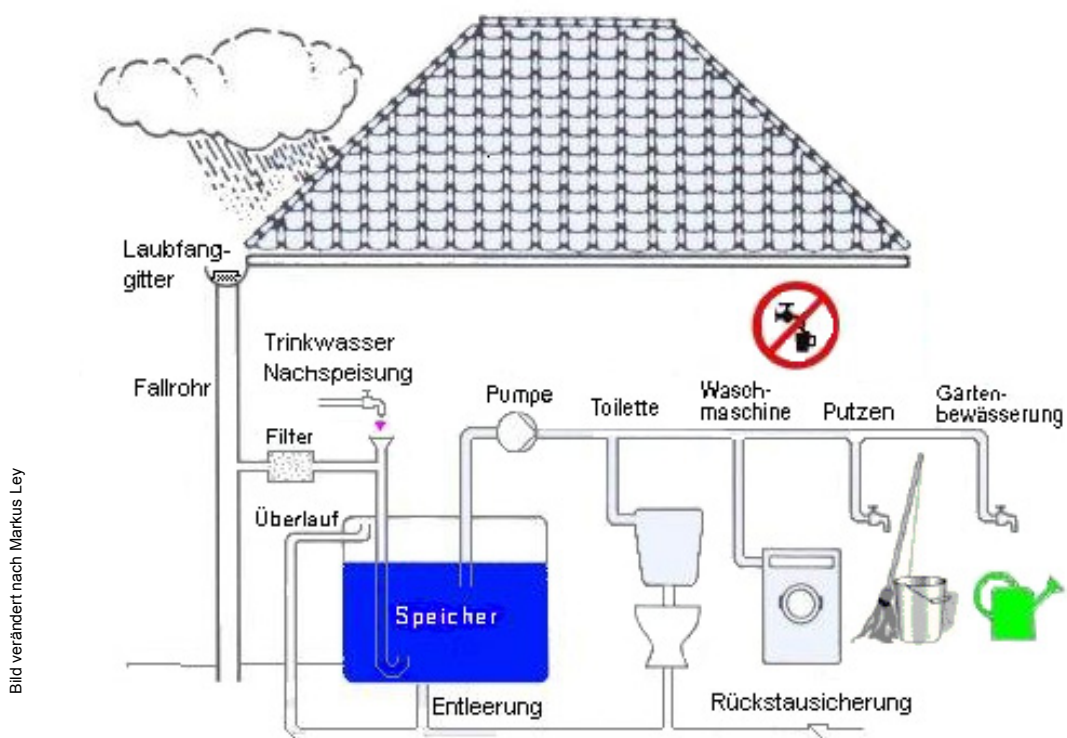 Laubfang-
gitter
Trinkwasser
Nachspeisung
Fallrohr
Pumpe
Toilette
Wasch-
maschine
Putzen
Garten-
bewässerung
Filter
Überlauf
Speicher
Entleerung
Rückstausicherung
Bild verändert nach Markus Ley